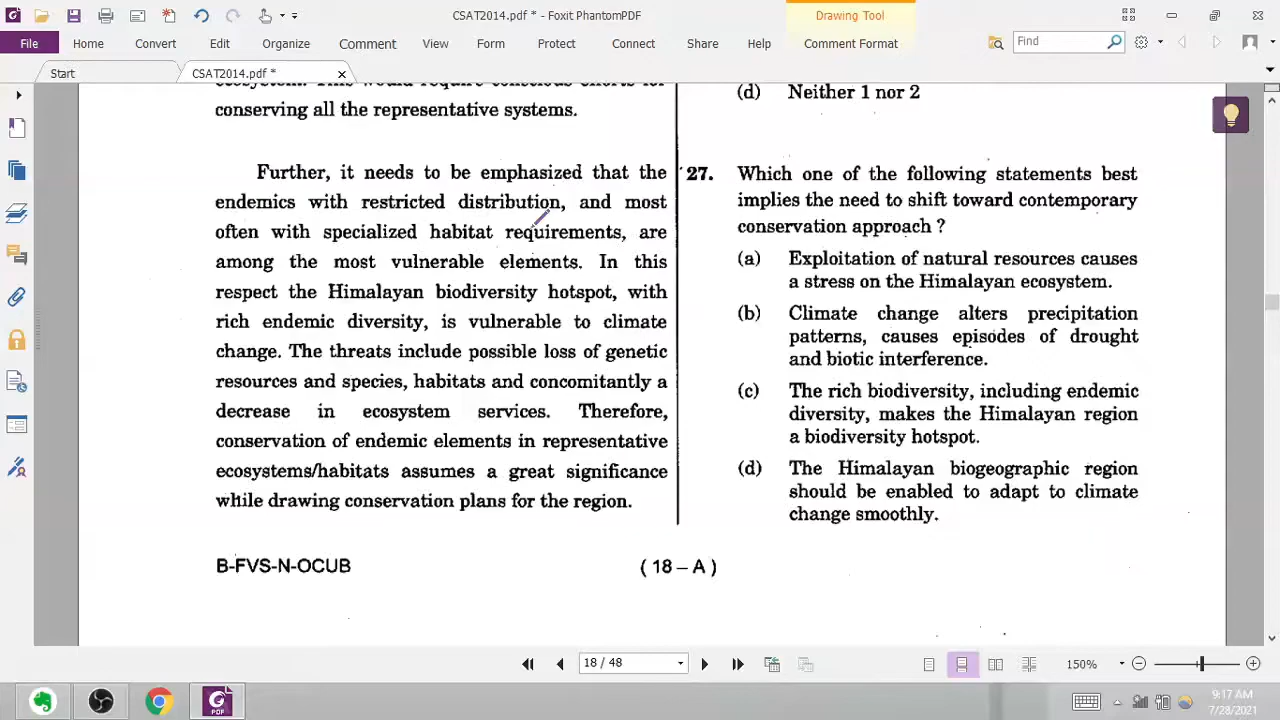 CSAT2014.pdf * - Foxit PhantomPDF
Drawing Tool
File
Home
Convert
Edit
Organize
Comment
View
Form
Protect
Connect
Share
Help
Comment Format
Find
Start
CSAT2014.pdf *
conserving all the representative systems.
Further, it needs to be emphasized that the
endemics with restricted distribution, and most
often with specialized habitat requirements, are
among the most vulnerable elements. In this
respect the Himalayan biodiversity hotspot, with
rich endemic diversity, is vulnerable to climate
change. The threats include possible loss of genetic
resources and species, habitats and concomitantly a
decrease in ecosystem services. Therefore,
conservation of endemic elements in representative
ecosystems/habitats assumes a great significance
while drawing conservation plans for the region.
(d) Neither 1 nor 2
27. Which one of the following statements best
implies the need to shift toward contemporary
conservation approach ?
(a) Exploitation of natural resources causes
a stress on the Himalayan ecosystem.
(b) Climate change alters precipitation
patterns, causes episodes of drought
and biotic interference.
(c) The rich biodiversity, including endemic
diversity, makes the Himalayan region
a biodiversity hotspot.
(d) The Himalayan biogeographic region
should be enabled to adapt to climate
change smoothly.
B-FVS-N-OCUB
( 18 – A )
18 / 48
150%
PDF
9:17 AM
7/28/2021